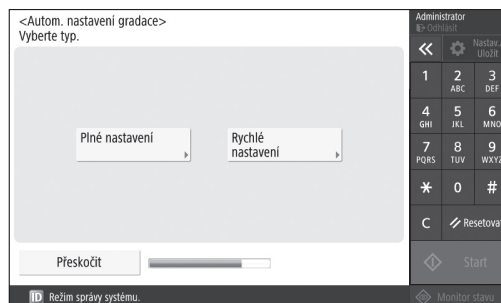 <Autom. nastavení gradace>
Vyberte typ.
Plné nastavení
Rychlé
nastavení
Přeskočit
ID Režim správy systému.
Administrator
Odhlásit
Nastav./
Uložit
1
2 ABC
3 DEF
4 GHI
5 JKL
6 MNO
7 PQRS
8 TUV
9 WXYZ
* 0 #
C Resetovat
Start
Monitor stavu